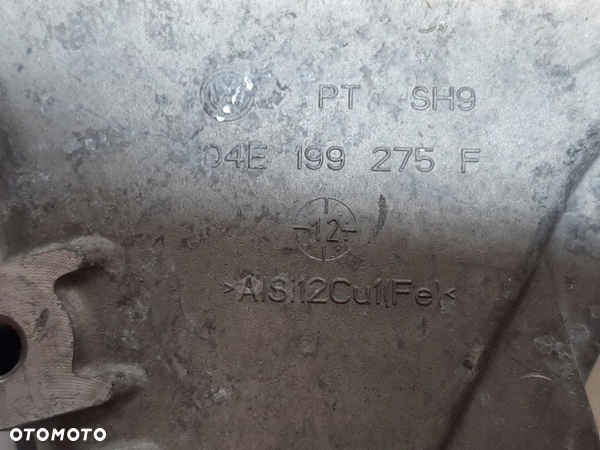 PT SH9
04E 199 275 F
12
>AlSi12Cu1(Fe)<
OTOMOTO